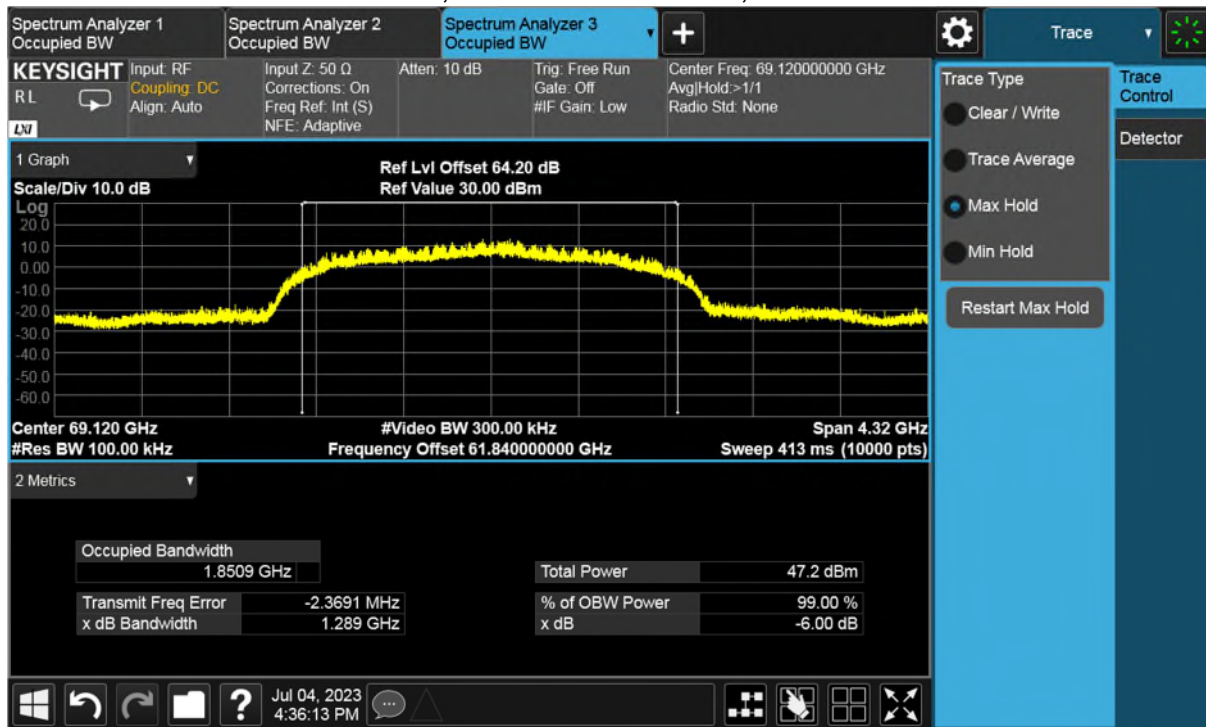 Spectrum Analyzer 1
Occupied BW
Spectrum Analyzer 2
Occupied BW
Spectrum Analyzer 3
Occupied BW
Trace
KEYSIGHT
RL
LXI
Input: RF
Coupling: DC
Align: Auto
Input Z: 50 Ω
Corrections: On
Freq Ref: Int (S)
NFE: Adaptive
Atten: 10 dB
Trig: Free Run
Gate: Off
#IF Gain: Low
Center Freq: 69.120000000 GHz
Avg|Hold:>1/1
Radio Std: None
Trace Type
Clear / Write
Trace Average
Max Hold
Min Hold
Restart Max Hold
Trace
Control
Detector
1 Graph
Scale/Div 10.0 dB
Ref Lvl Offset 64.20 dB
Ref Value 30.00 dBm
Log
20.0
10.0
0.00
-10.0
-20.0
-30.0
-40.0
-50.0
-60.0
Center 69.120 GHz
#Video BW 300.00 kHz
Span 4.32 GHz
#Res BW 100.00 kHz
Frequency Offset 61.840000000 GHz
Sweep 413 ms (10000 pts)
2 Metrics
Occupied Bandwidth
1.8509 GHz
Total Power 47.2 dBm
Transmit Freq Error -2.3691 MHz
% of OBW Power 99.00 %
x dB Bandwidth 1.289 GHz
x dB -6.00 dB
?
Jul 04, 2023
4:36:13 PM